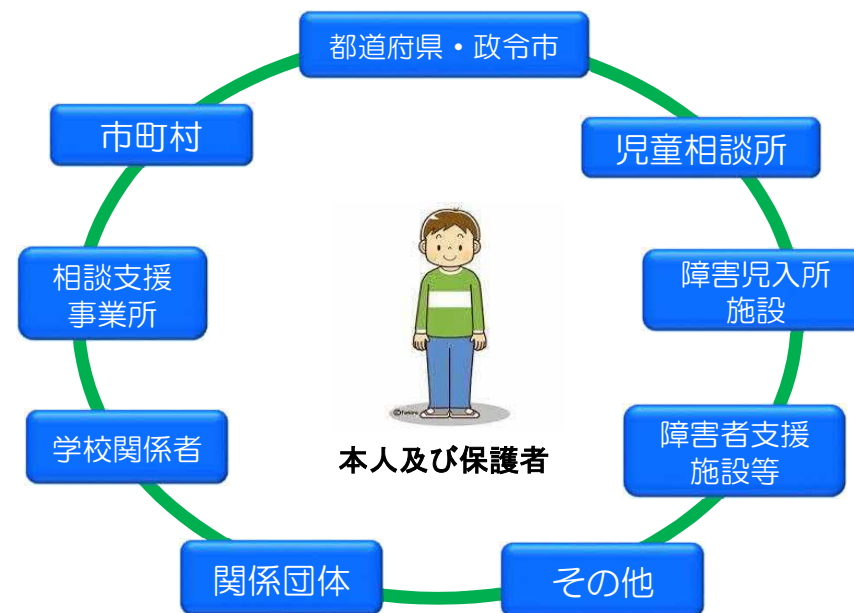 都道府県・政令市
市町村
児童相談所
相談支援
事業所
障害児入所
施設
学校関係者
本人及び保護者
障害者支援
施設等
関係団体
その他